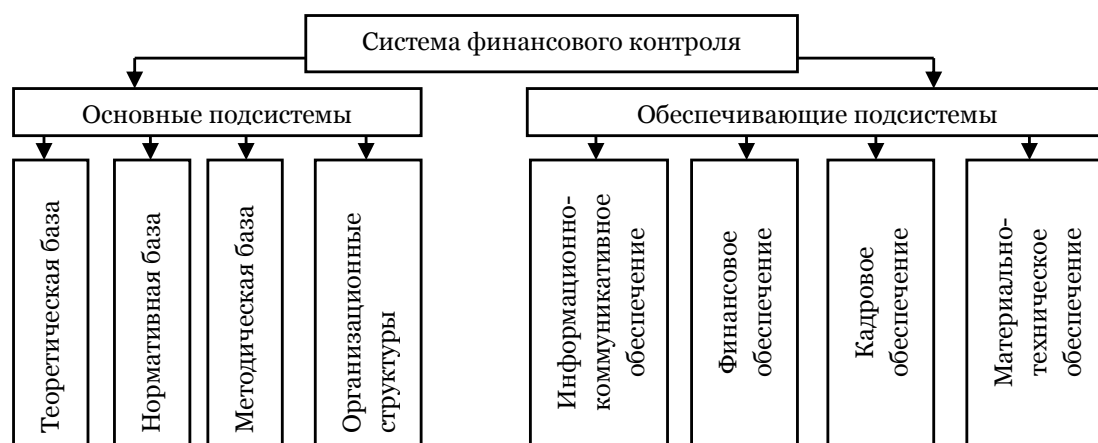 Система финансового контроля
Основные подсистемы
Обеспечивающие подсистемы
Теоретическая база
Нормативная база
Методическая база
Организационные
структуры
Информационно-
коммуникативное
обеспечение
Финансовое
обеспечение
Кадровое
обеспечение
Материально-
техническое
обеспечение